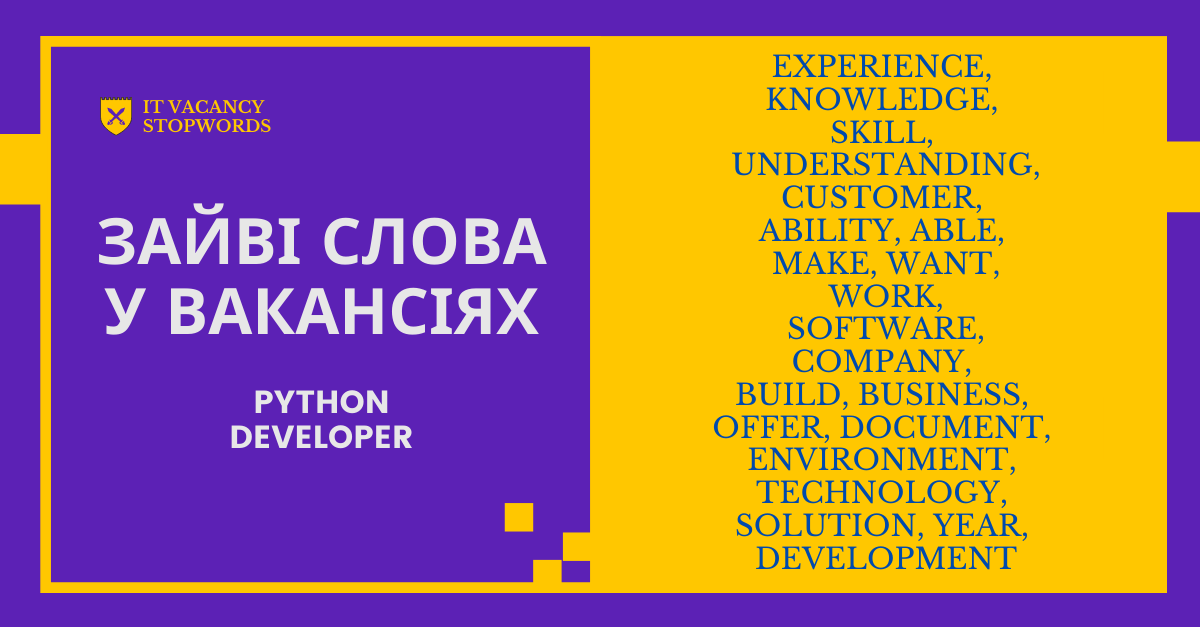 IT VACANCY
STOPWORDS
ЗАЙВІ СЛОВА
У ВАКАНСІЯХ
PYTHON
DEVELOPER
EXPERIENCE,
KNOWLEDGE,
SKILL,
UNDERSTANDING,
CUSTOMER,
ABILITY, ABLE,
MAKE, WANT,
WORK,
SOFTWARE,
COMPANY,
BUILD, BUSINESS,
OFFER, DOCUMENT,
ENVIRONMENT,
TECHNOLOGY,
SOLUTION, YEAR,
DEVELOPMENT